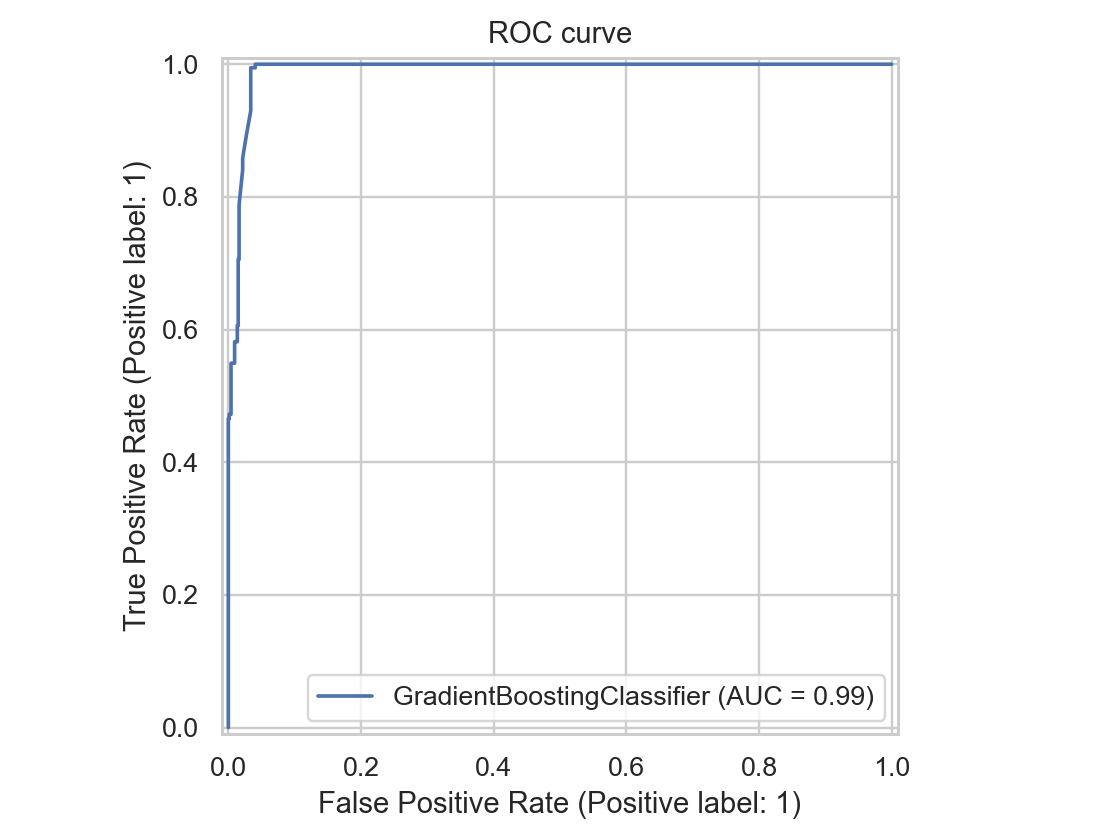 ROC curve
1.0
0.8
0.6
0.4
0.2
0.0
True Positive Rate (Positive label: 1)
GradientBoostingClassifier (AUC = 0.99)
0.0 0.2 0.4 0.6 0.8 1.0
False Positive Rate (Positive label: 1)